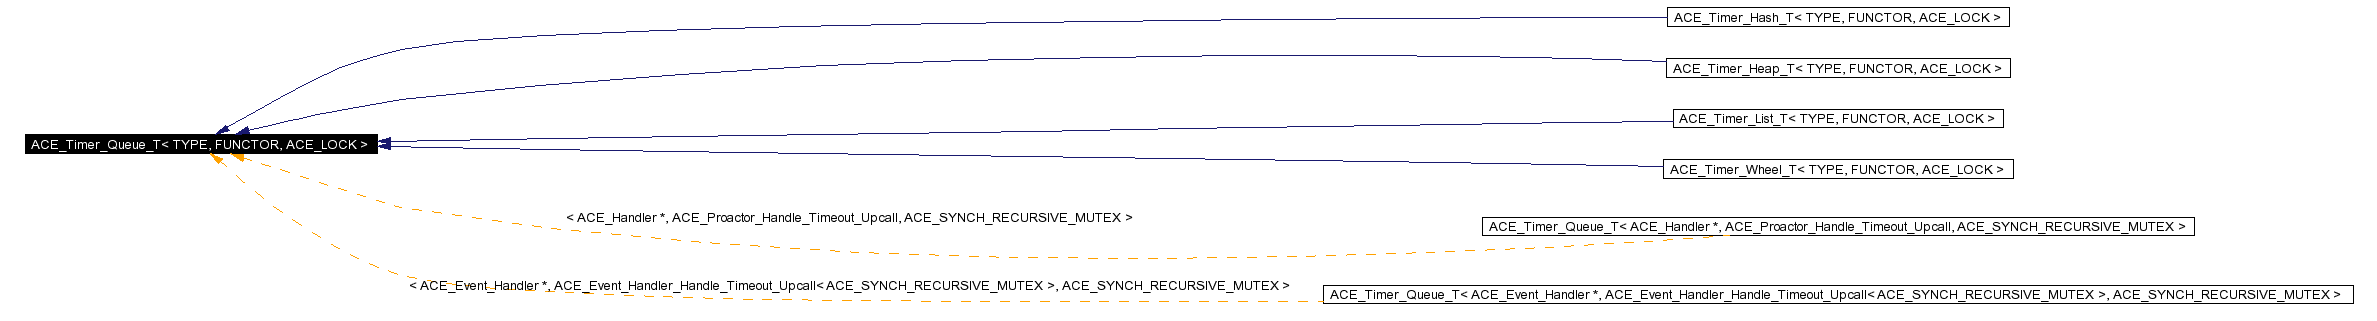 ACE_Timer_Hash_T< TYPE, FUNCTOR, ACE_LOCK >
ACE_Timer_Heap_T< TYPE, FUNCTOR, ACE_LOCK >
ACE_Timer_List_T< TYPE, FUNCTOR, ACE_LOCK >
ACE_Timer_Queue_T< TYPE, FUNCTOR, ACE_LOCK >
ACE_Timer_Wheel_T< TYPE, FUNCTOR, ACE_LOCK >
< ACE_Handler *, ACE_Proactor_Handle_Timeout_Upcall, ACE_SYNCH_RECURSIVE_MUTEX >
ACE_Timer_Queue_T< ACE_Handler *, ACE_Proactor_Handle_Timeout_Upcall, ACE_SYNCH_RECURSIVE_MUTEX >
< ACE_Event_Handler *, ACE_Event_Handler_Handle_Timeout_Upcall< ACE_SYNCH_RECURSIVE_MUTEX >, ACE_SYNCH_RECURSIVE_MUTEX >
ACE_Timer_Queue_T< ACE_Event_Handler *, ACE_Event_Handler_Handle_Timeout_Upcall< ACE_SYNCH_RECURSIVE_MUTEX >, ACE_SYNCH_RECURSIVE_MUTEX >